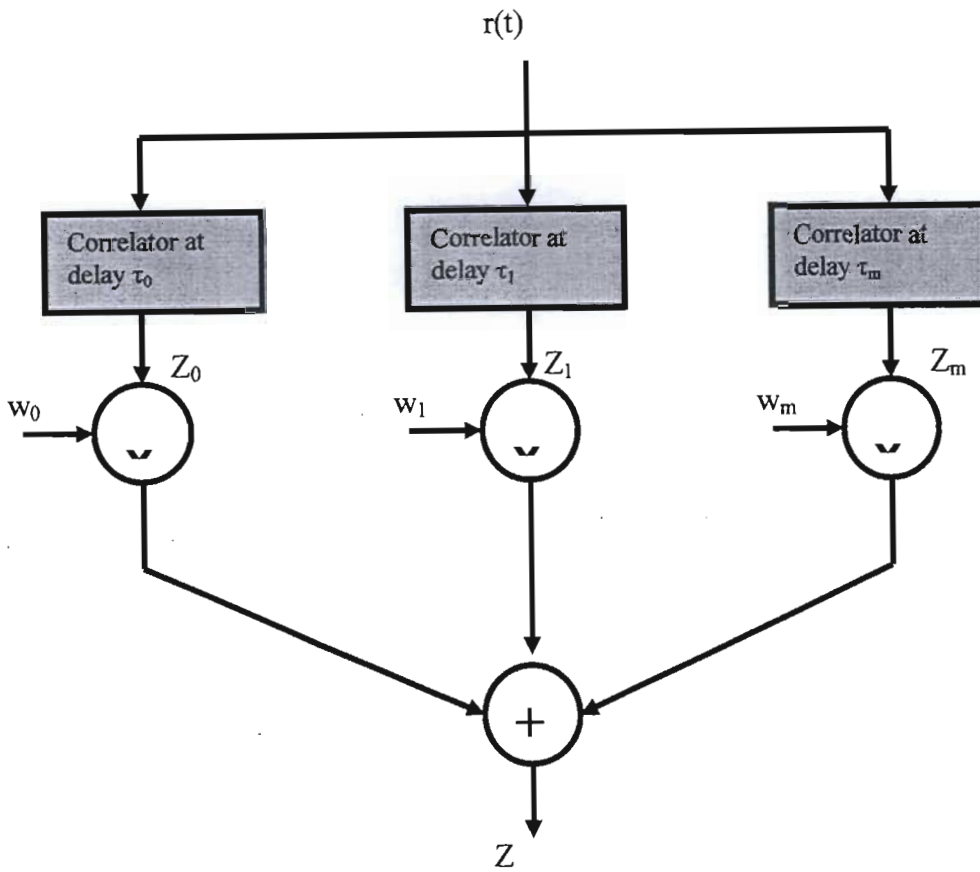 r(t)
Correlator at
delay τ₀
Correlator at
delay τ₁
Correlator at
delay τₘ
Z₀
Z₁
Zₘ
w₀
w₁
wₘ
+
Z